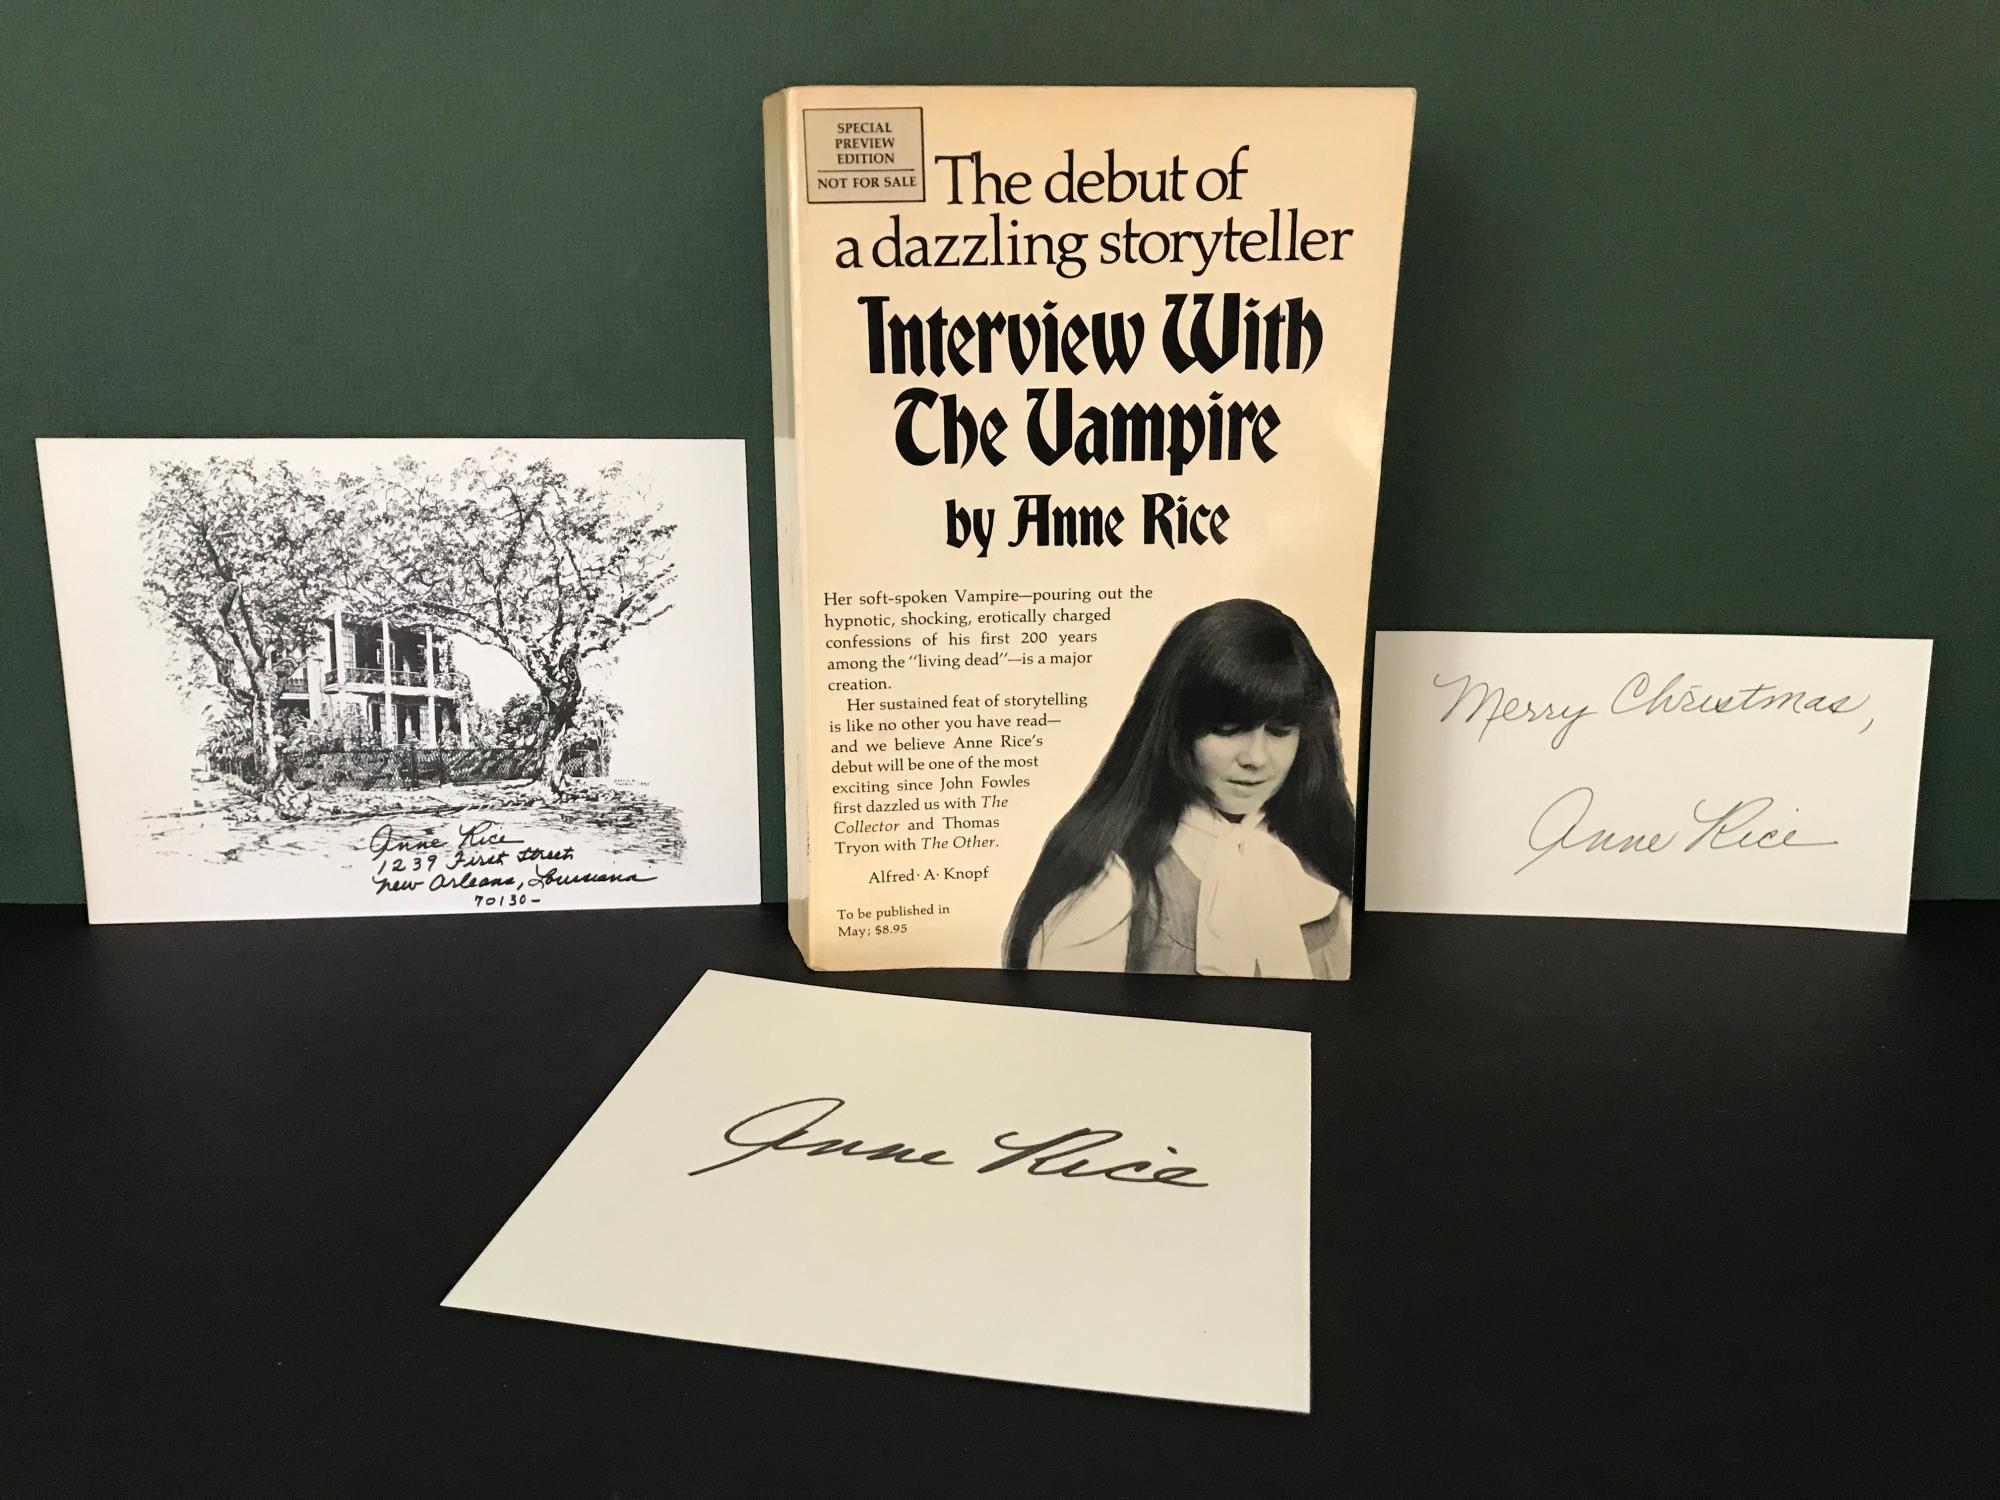 SPECIAL
PREVIEW
EDITION
NOT FOR SALE
The debut of
a dazzling storyteller
Interview With
The Vampire
by Anne Rice
Her soft-spoken Vampire—pouring out the
hypnotic, shocking, erotically charged
confessions of his first 200 years
among the "living dead"—is a major
creation.
Her sustained feat of storytelling
is like no other you have read—
and we believe Anne Rice's
debut will be one of the most
exciting since John Fowles
first dazzled us with The
Collector and Thomas
Tryon with The Other.
Alfred · A · Knopf
To be published in
May; $8.95
Anne Rice
1239 First Street
New Orleans, Louisiana
70130-
Merry Christmas,
Anne Rice
Anne Rice